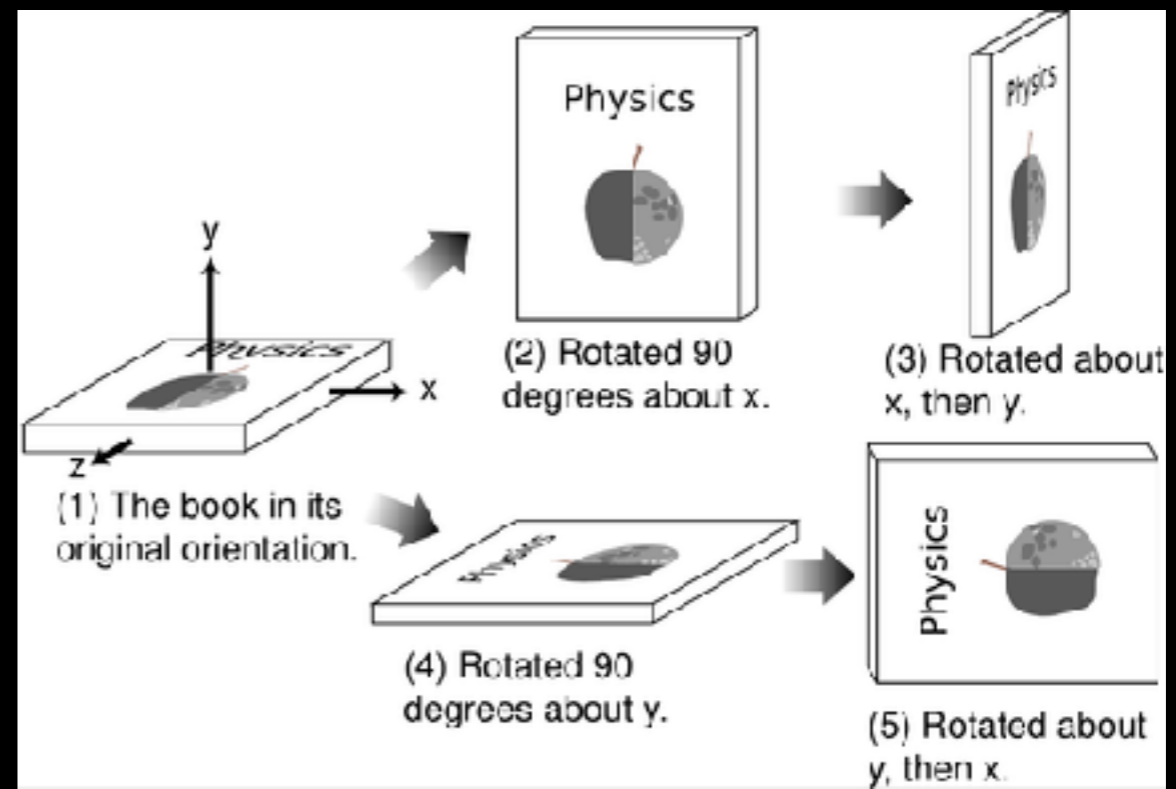 Physics
y
x
z
(1) The book in its
original orientation.
Physics
(2) Rotated 90
degrees about x.
Physics
(3) Rotated about
x, then y.
Physics
(4) Rotated 90
degrees about y.
Physics
(5) Rotated about
y, then x.